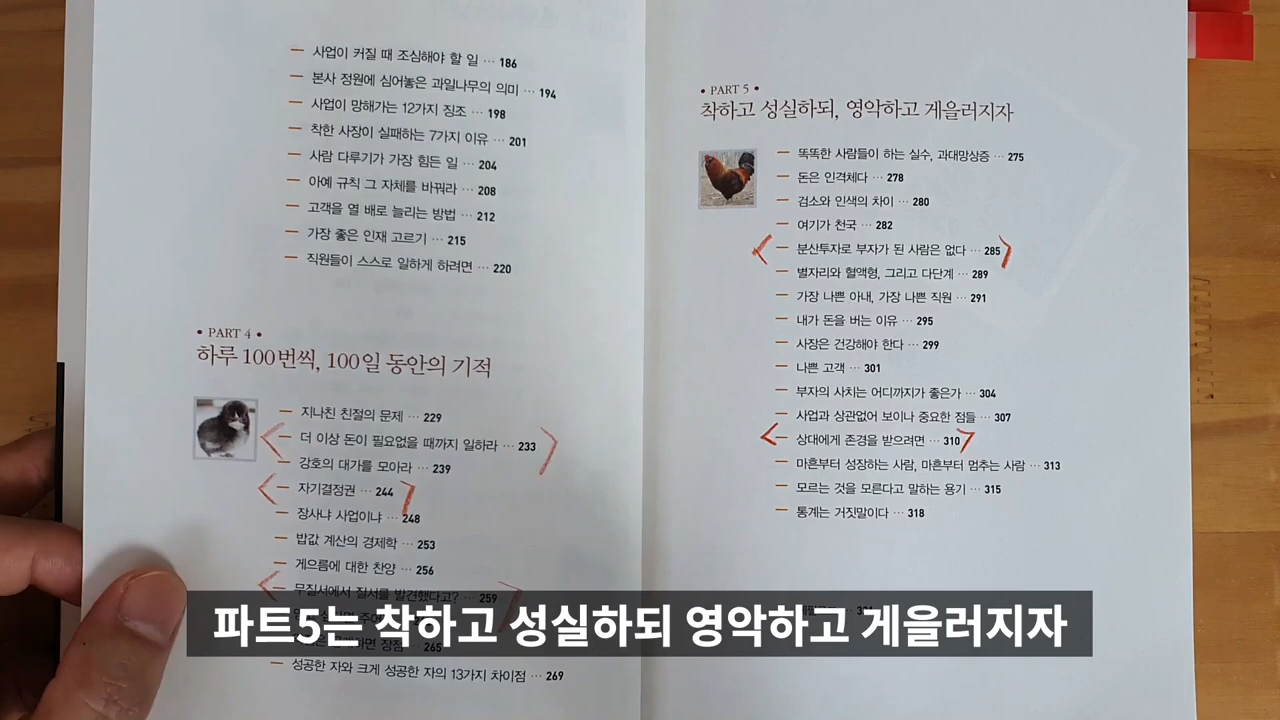 사업이 커질 때 조심해야 할 일 ··· 186
본사 정원에 심어놓은 과일나무의 의미 ··· 194
사업이 망해가는 12가지 징조 ··· 198
착한 사장이 실패하는 7가지 이유 ··· 201
사람 다루기가 가장 힘든 일 ··· 204
아예 규칙 그 자체를 바꿔라 ··· 208
고객을 열 배로 늘리는 방법 ··· 212
가장 좋은 인재 고르기 ··· 215
직원들이 스스로 일하게 하려면 ··· 220
• PART 4 •
하루 100번씩, 100일 동안의 기적
지나친 친절의 문제 ··· 229
더 이상 돈이 필요없을 때까지 일하라 ··· 233
강호의 대가를 모아라 ··· 239
자기결정권 ··· 244
장사냐 사업이냐 ··· 248
밥값 계산의 경제학 ··· 253
게으름에 대한 찬양 ··· 256
무질서에서 질서를 발견했다고? ··· 259
장점 ··· 265
성공한 자와 크게 성공한 자의 13가지 차이점 ··· 269
• PART 5 •
착하고 성실하되, 영악하고 게을러지자
똑똑한 사람들이 하는 실수, 과대망상증 ··· 275
돈은 인격체다 ··· 278
검소와 인색의 차이 ··· 280
여기가 천국 ··· 282
분산투자로 부자가 된 사람은 없다 ··· 285
별자리와 혈액형, 그리고 다단계 ··· 289
가장 나쁜 아내, 가장 나쁜 직원 ··· 291
내가 돈을 버는 이유 ··· 295
사장은 건강해야 한다 ··· 299
나쁜 고객 ··· 301
부자의 사치는 어디까지가 좋은가 ··· 304
사업과 상관없어 보이나 중요한 점들 ··· 307
상대에게 존경을 받으려면 ··· 310
마흔부터 성장하는 사람, 마흔부터 멈추는 사람 ··· 313
모르는 것을 모른다고 말하는 용기 ··· 315
통계는 거짓말이다 ··· 318
파트5는 착하고 성실하되 영악하고 게을러지자